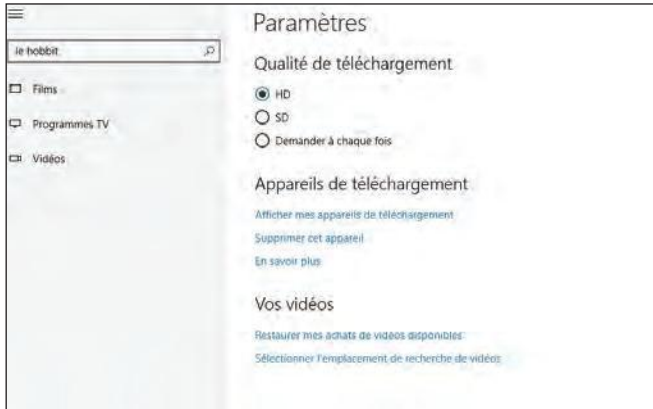 Paramètres
le hobbit
Qualité de téléchargement
HD
Films
SD
Programmes TV
Demander à chaque fois
Vidéos
Appareils de téléchargement
Afficher mes appareils de téléchargement
Supprimer cet appareil
En savoir plus
Vos vidéos
Restaurer mes achats de vidéos disponibles
Sélectionner l'emplacement de recherche de vidéos